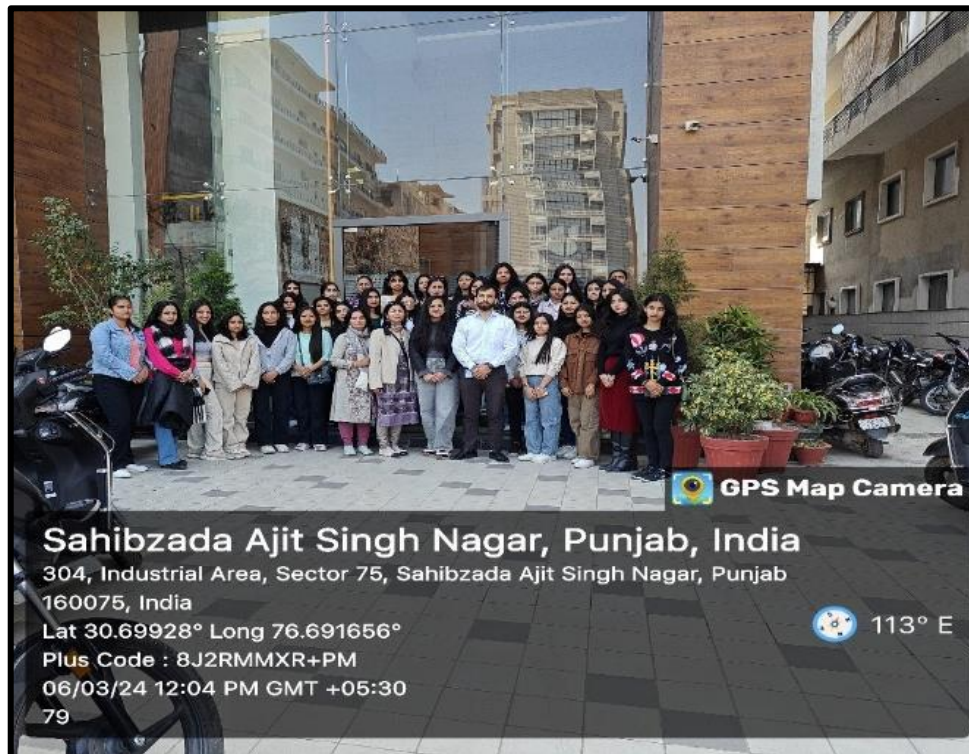 GPS Map Camera
Sahibzada Ajit Singh Nagar, Punjab, India
304, Industrial Area, Sector 75, Sahibzada Ajit Singh Nagar, Punjab
160075, India
Lat 30.69928° Long 76.691656°
113° E
Plus Code : 8J2RMMXR+PM
06/03/24 12:04 PM GMT +05:30
79